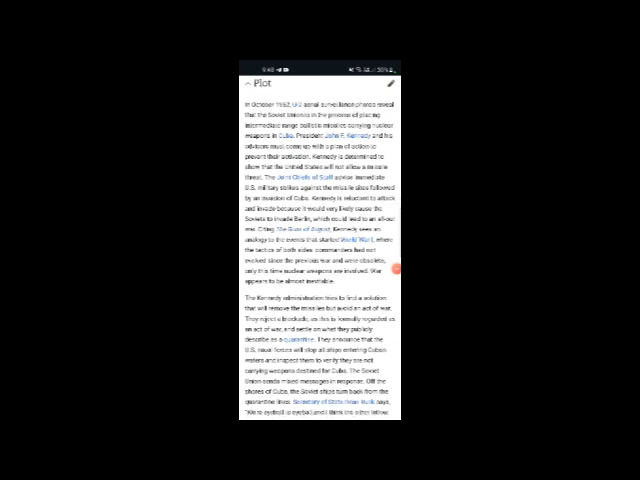 9:48
Plot
In October 1962, U-2 aerial surveillance photos reveal
that the Soviet Union is in the process of placing
intermediate-range ballistic missiles carrying nuclear
weapons in Cuba. President John F. Kennedy and his
advisers must come up with a plan of action to
prevent their activation. Kennedy is determined to
show that the United States will not allow a missile
threat. The Joint Chiefs of Staff advise immediate
U.S. military strikes against the missile sites followed
by an invasion of Cuba. Kennedy is reluctant to attack
and invade because it would very likely cause the
Soviets to invade Berlin, which could lead to an all-out
war. Citing The Guns of August, Kennedy sees an
analogy to the events that started World War I, where
the tactics of both sides' commanders had not
evolved since the previous war and were obsolete,
only this time nuclear weapons are involved. War
appears to be almost inevitable.
The Kennedy administration tries to find a solution
that will remove the missiles but avoid an act of war.
They reject a blockade, as this is formally regarded as
an act of war, and settle on what they publicly
describe as a quarantine. They announce that the
U.S. naval forces will stop all ships entering Cuban
waters and inspect them to verify they are not
carrying weapons destined for Cuba. The Soviet
Union sends mixed messages in response. Off the
shores of Cuba, the Soviet ships turn back from the
quarantine lines. Secretary of State Dean Rusk says,
"We're eyeball to eyeball and I think the other fellow